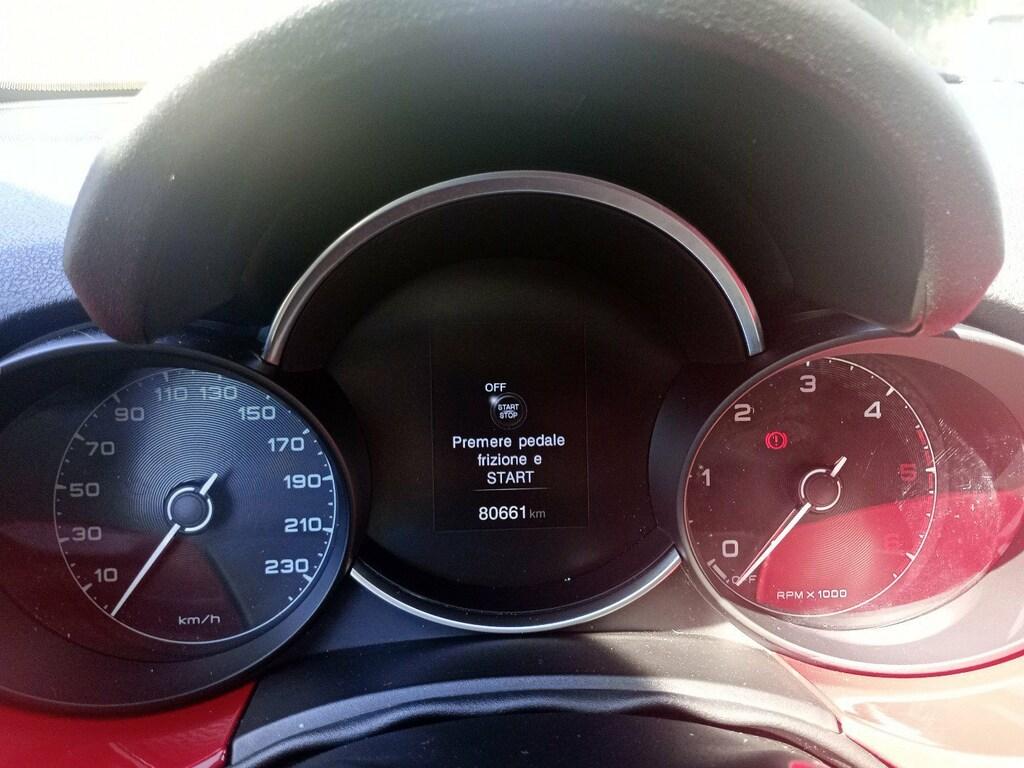 10
30
50
70
90
110
130
150
170
190
210
230
km/h
OFF
START
STOP
Premere pedale
frizione e
START
80661 km
0
1
2
3
4
5
6
OFF
RPM X 1000